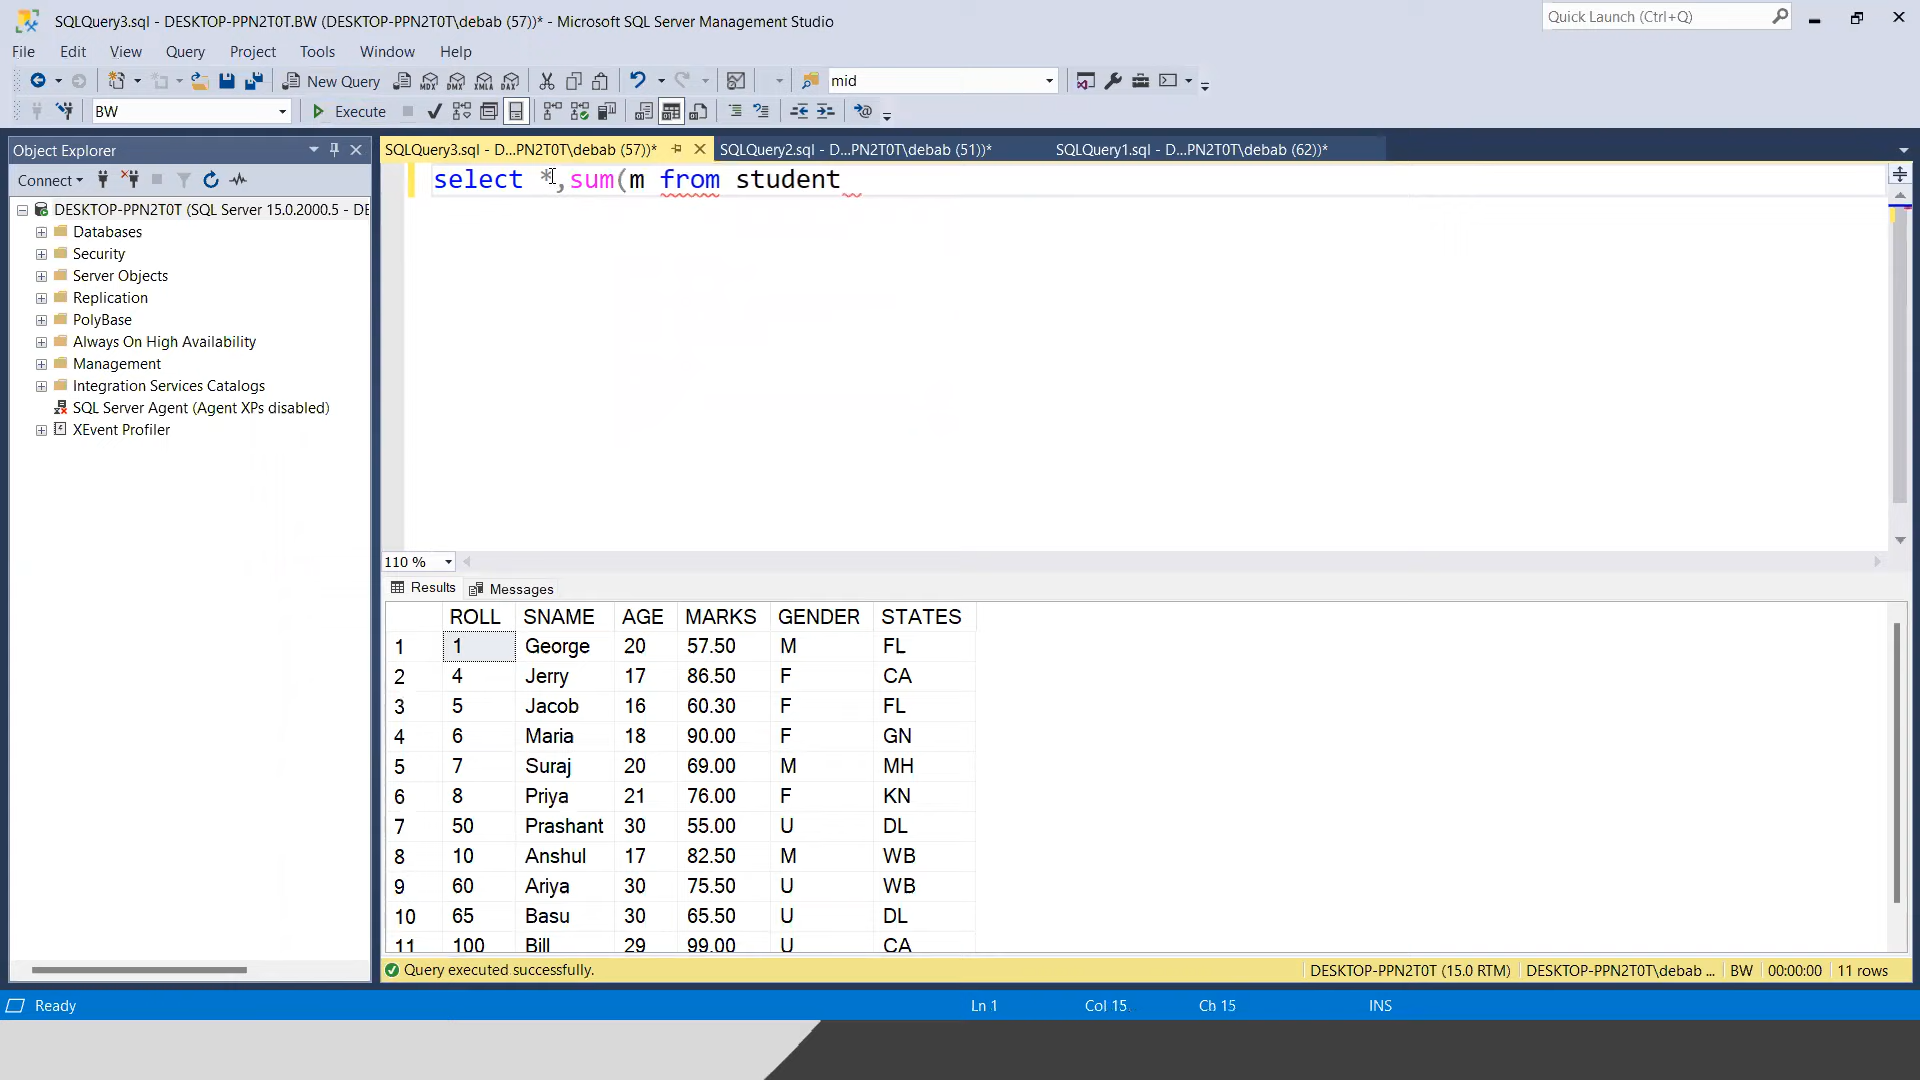 SQLQuery3.sql - DESKTOP-PPN2T0T.BW (DESKTOP-PPN2T0T\debab (57))* - Microsoft SQL Server Management Studio
Quick Launch (Ctrl+Q)
File Edit View Query Project Tools Window Help
New Query MDX DMX XMLA DAX mid
BW Execute
Object Explorer
SQLQuery3.sql - D...PN2T0T\debab (57))* SQLQuery2.sql - D...PN2T0T\debab (51))* SQLQuery1.sql - D...PN2T0T\debab (62))*
Connect
select *,sum(m from student
DESKTOP-PPN2T0T (SQL Server 15.0.2000.5 - DE
Databases
Security
Server Objects
Replication
PolyBase
Always On High Availability
Management
Integration Services Catalogs
SQL Server Agent (Agent XPs disabled)
XEvent Profiler
110 %
Results Messages
ROLL SNAME AGE MARKS GENDER STATES
1 1 George 20 57.50 M FL
2 4 Jerry 17 86.50 F CA
3 5 Jacob 16 60.30 F FL
4 6 Maria 18 90.00 F GN
5 7 Suraj 20 69.00 M MH
6 8 Priya 21 76.00 F KN
7 50 Prashant 30 55.00 U DL
8 10 Anshul 17 82.50 M WB
9 60 Ariya 30 75.50 U WB
10 65 Basu 30 65.50 U DL
11 100 Bill 29 99.00 U CA
Query executed successfully. DESKTOP-PPN2T0T (15.0 RTM) DESKTOP-PPN2T0T\debab ... BW 00:00:00 11 rows
Ready Ln 1 Col 15 Ch 15 INS